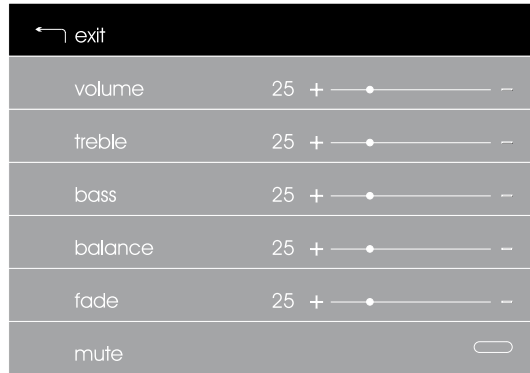 exit
volume 25 + -
treble 25 + -
bass 25 + -
balance 25 + -
fade 25 + -
mute